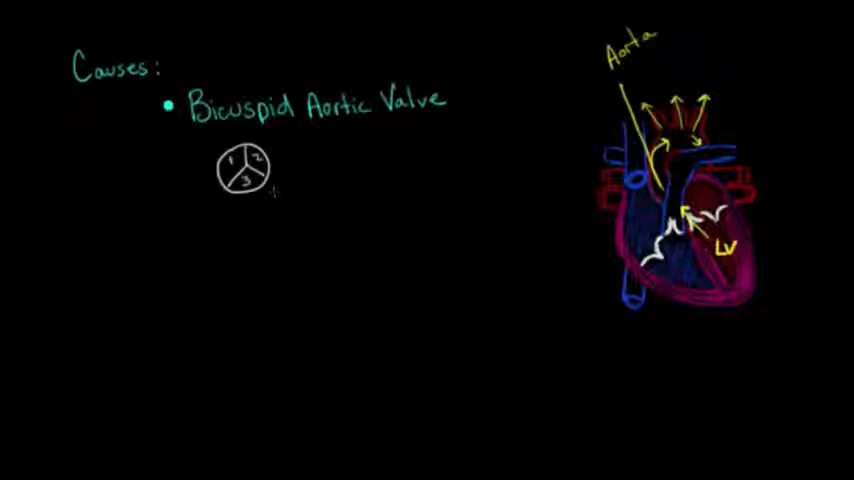 Aorta
Causes:
• Bicuspid Aortic Valve
1 2
3
LV